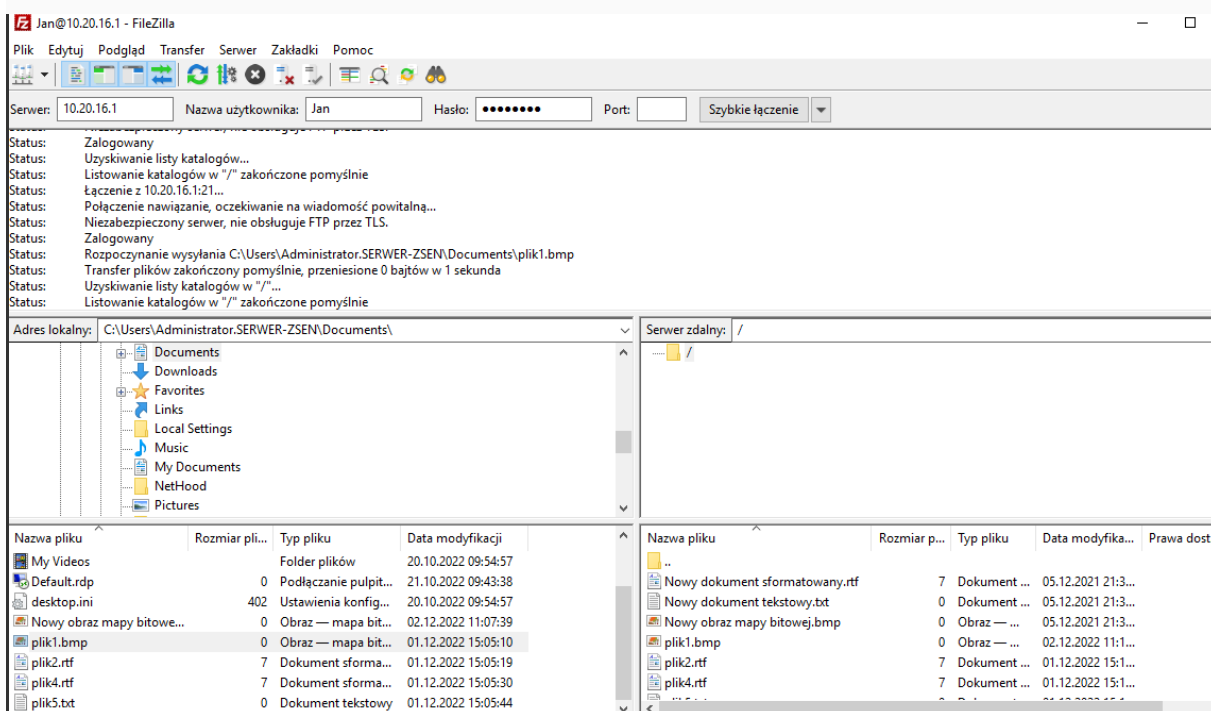 Jan@10.20.16.1 - FileZilla
Plik Edytuj Podgląd Transfer Serwer Zakładki Pomoc
Serwer: 10.20.16.1 Nazwa użytkownika: Jan Hasło: ●●●●●●●● Port: Szybkie łączenie
Status: Niezabezpieczony serwer, nie obsługuje FTP przez TLS.
Status: Zalogowany
Status: Uzyskiwanie listy katalogów...
Status: Listowanie katalogów w "/" zakończone pomyślnie
Status: Łączenie z 10.20.16.1:21...
Status: Połączenie nawiązanie, oczekiwanie na wiadomość powitalną...
Status: Niezabezpieczony serwer, nie obsługuje FTP przez TLS.
Status: Zalogowany
Status: Rozpoczynanie wysyłania C:\Users\Administrator.SERWER-ZSEN\Documents\plik1.bmp
Status: Transfer plików zakończony pomyślnie, przeniesione 0 bajtów w 1 sekunda
Status: Uzyskiwanie listy katalogów w "/"...
Status: Listowanie katalogów w "/" zakończone pomyślnie
Adres lokalny: C:\Users\Administrator.SERWER-ZSEN\Documents\
Documents
Downloads
Favorites
Links
Local Settings
Music
My Documents
NetHood
Pictures
Serwer zdalny: /
/
Nazwa pliku Rozmiar pli... Typ pliku Data modyfikacji
My Videos Folder plików 20.10.2022 09:54:57
Default.rdp 0 Podłączanie pulpit... 21.10.2022 09:43:38
desktop.ini 402 Ustawienia konfig... 20.10.2022 09:54:57
Nowy obraz mapy bitowe... 0 Obraz — mapa bit... 02.12.2022 11:07:39
plik1.bmp 0 Obraz — mapa bit... 01.12.2022 15:05:10
plik2.rtf 7 Dokument sforma... 01.12.2022 15:05:19
plik4.rtf 7 Dokument sforma... 01.12.2022 15:05:30
plik5.txt 0 Dokument tekstowy 01.12.2022 15:05:44
Nazwa pliku Rozmiar p... Typ pliku Data modyfika... Prawa dost
..
Nowy dokument sformatowany.rtf 7 Dokument ... 05.12.2021 21:3...
Nowy dokument tekstowy.txt 0 Dokument ... 05.12.2021 21:3...
Nowy obraz mapy bitowej.bmp 0 Obraz — ... 05.12.2021 21:3...
plik1.bmp 0 Obraz — ... 02.12.2022 11:1...
plik2.rtf 7 Dokument ... 01.12.2022 15:1...
plik4.rtf 7 Dokument ... 01.12.2022 15:1...